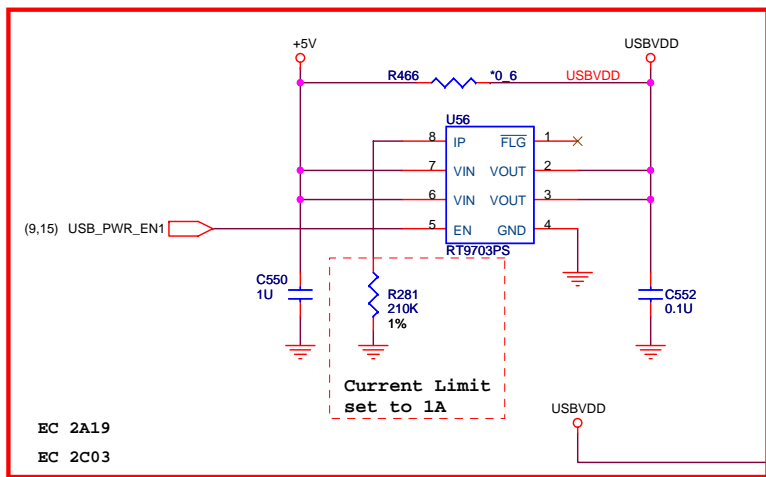 +5V
USBVDD
R466
*0_6
USBVDD
U56
8
IP
FLG
1
7
VIN
VOUT
2
6
VIN
VOUT
3
(9,15) USB_PWR_EN1
5
EN
GND
4
RT9703PS
C550
1U
R281
210K
1%
C552
0.1U
Current Limit
set to 1A
USBVDD
EC 2A19
EC 2C03